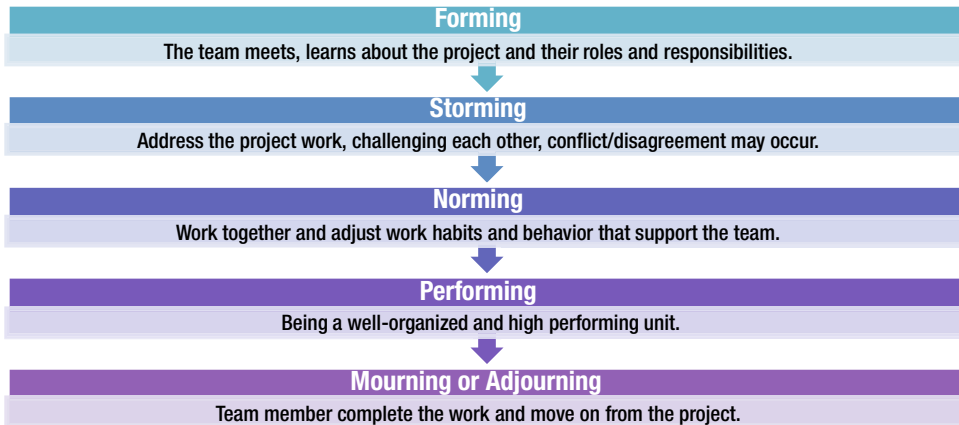 Forming
The team meets, learns about the project and their roles and responsibilities.
Storming
Address the project work, challenging each other, conflict/disagreement may occur.
Norming
Work together and adjust work habits and behavior that support the team.
Performing
Being a well-organized and high performing unit.
Mourning or Adjourning
Team member complete the work and move on from the project.